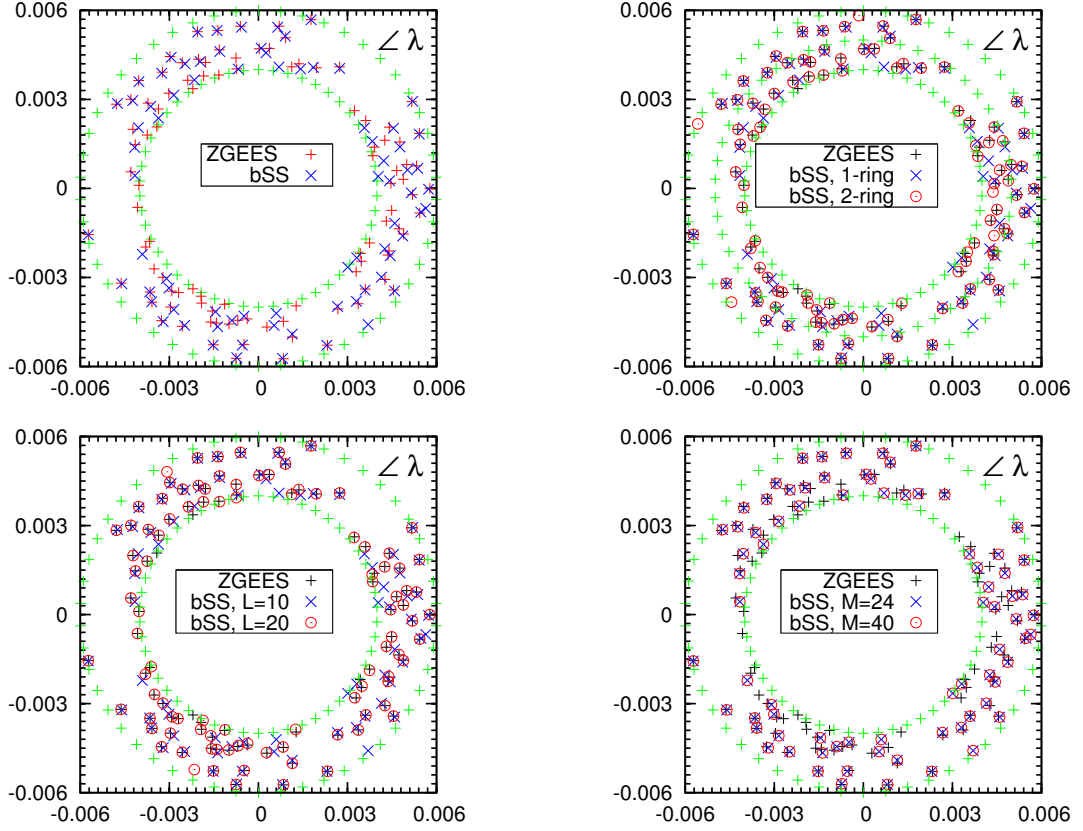 0.006
∠ λ
0.003
ZGEES
bSS
0
-0.003
-0.006
-0.006 -0.003 0 0.003 0.006
0.006
∠ λ
0.003
ZGEES
bSS, 1-ring
0
bSS, 2-ring
-0.003
-0.006
-0.006 -0.003 0 0.003 0.006
0.006
∠ λ
0.003
ZGEES
bSS, L=10
0
bSS, L=20
-0.003
-0.006
-0.006 -0.003 0 0.003 0.006
0.006
∠ λ
0.003
ZGEES
bSS, M=24
0
bSS, M=40
-0.003
-0.006
-0.006 -0.003 0 0.003 0.006